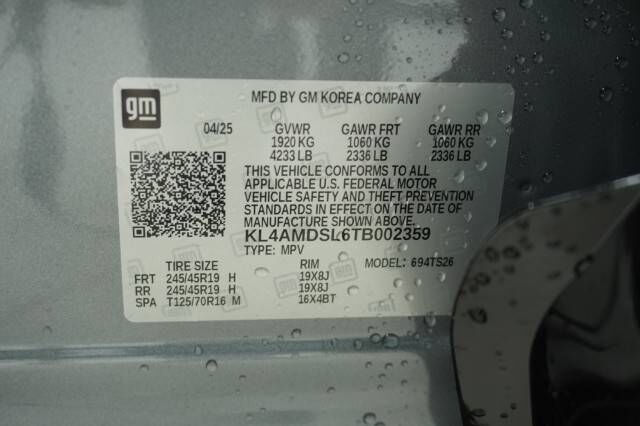 gm
MFD BY GM KOREA COMPANY
04/25 GVWR GAWR FRT GAWR RR
1920 KG 1060 KG 1060 KG
4233 LB 2336 LB 2336 LB
THIS VEHICLE CONFORMS TO ALL
APPLICABLE U.S. FEDERAL MOTOR
VEHICLE SAFETY AND THEFT PREVENTION
STANDARDS IN EFFECT ON THE DATE OF
MANUFACTURE SHOWN ABOVE.
KL4AMDSL6TB002359
TYPE: MPV
TIRE SIZE RIM MODEL: 694TS26
FRT 245/45R19 H 19X8J
RR 245/45R19 H 19X8J
SPA T125/70R16 M 16X4BT